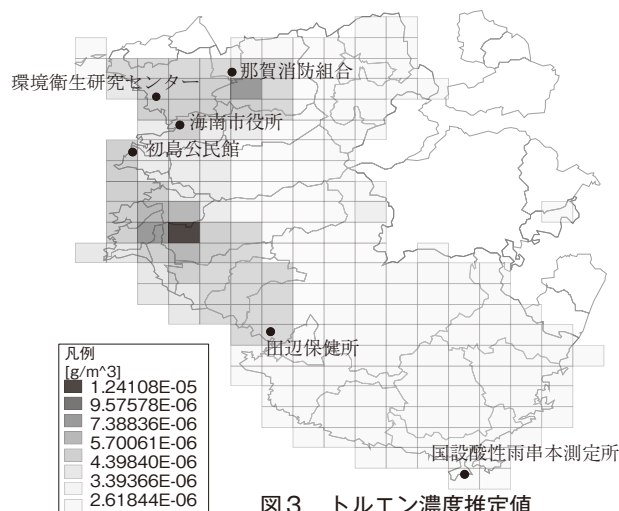 那賀消防組合
環境衛生研究センター
海南市役所
初島公民館
田辺保健所
凡例
[g/m^3]
1.24108E-05
9.57578E-06
7.38836E-06
5.70061E-06
4.39840E-06
3.39366E-06
2.61844E-06
国設酸性雨串本測定所
図3 トルエン濃度推定値